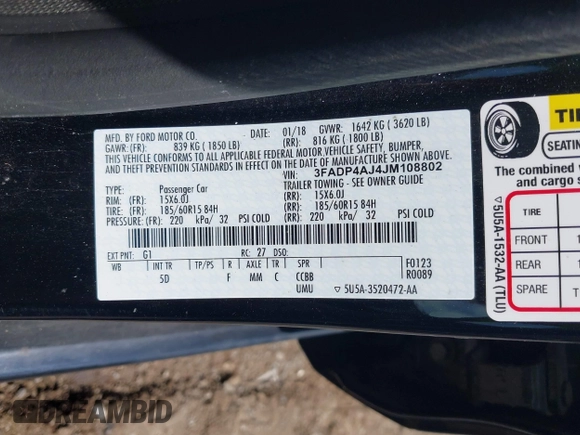 MFD. BY FORD MOTOR CO.
DATE: 01/18 GVWR: 1642 KG ( 3620 LB)
GAWR: (FR): 839 KG ( 1850 LB) (RR): 816 KG ( 1800 LB)
THIS VEHICLE CONFORMS TO ALL APPLICABLE FEDERAL MOTOR VEHICLE SAFETY, BUMPER,
AND THEFT PREVENTION STANDARDS IN EFFECT ON THE DATE OF MANUFACTURE SHOWN ABOVE.
VIN: 3FADP4AJ4JM108802
TYPE: Passenger Car TRAILER TOWING - SEE OWNER GUIDE
RIM: (FR): 15X6.0J (RR): 15X6.0J
TIRE: (FR): 185/60R15 84H (RR): 185/60R15 84H
PRESSURE: (FR): 220 kPa/ 32 PSI COLD (RR): 220 kPa/ 32 PSI COLD
EXT PNT: G1 RC: 27 DSO:
WB INT TR TP/PS R AXLE TR SPR F0123
5D F MM C CCBB R0089
UMU ▽ 5U5A-3520472-AA
TI
SEATING
The combined w
and cargo s
TIRE
FRONT 1
REAR 1
SPARE T
▽5U5A-1532-AA (TLU)
DREAMBID